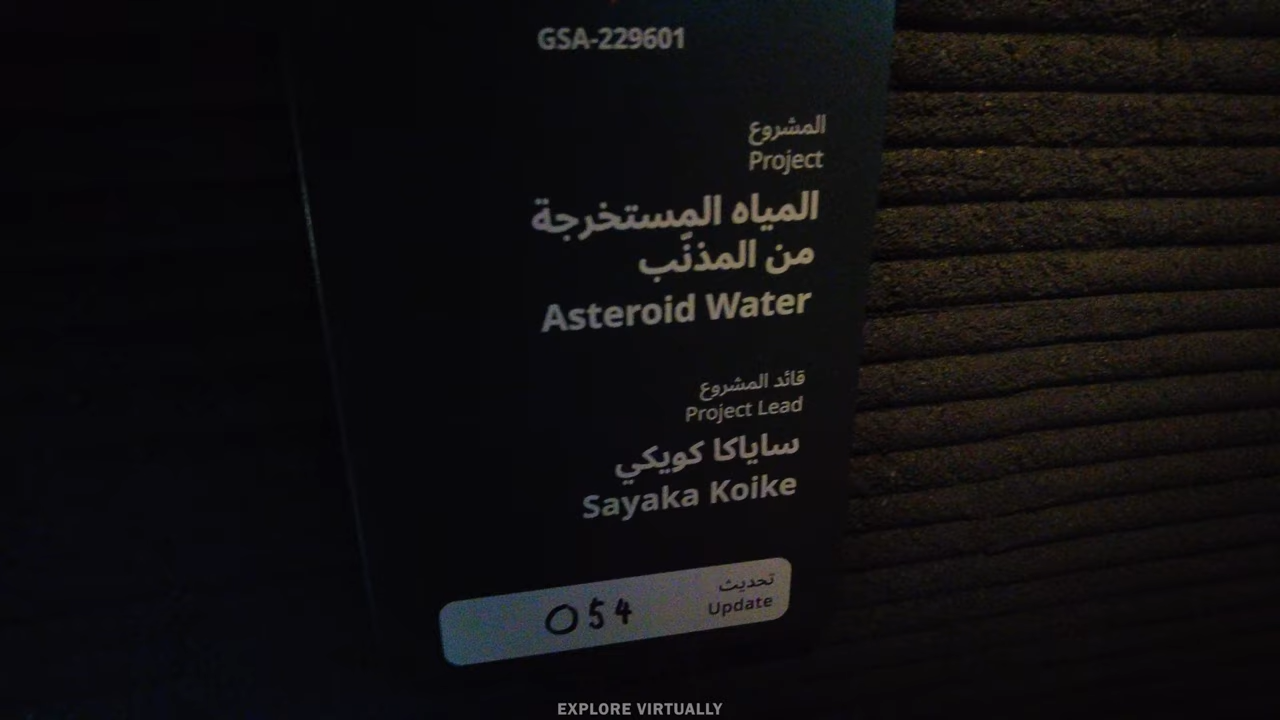 GSA-229601
المشروع
Project
المياه المستخرجة
من المذنّب
Asteroid Water
قائد المشروع
Project Lead
ساياكا كويكي
Sayaka Koike
تحديث
Update
054
EXPLORE VIRTUALLY